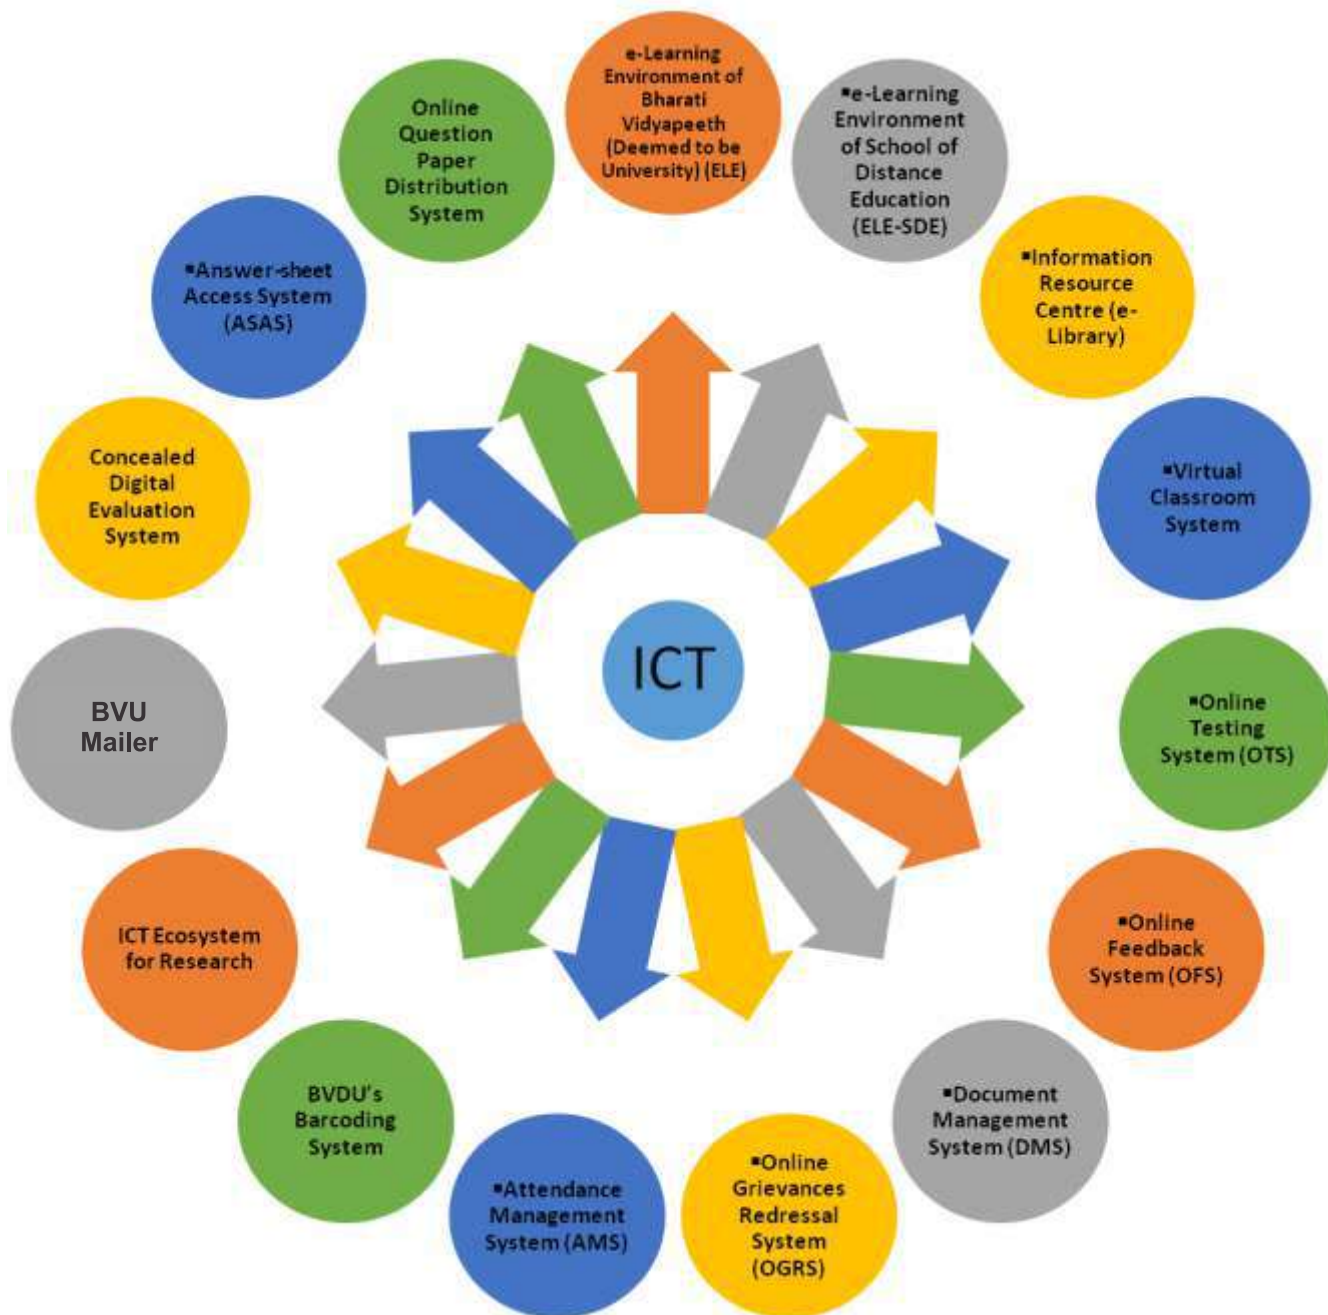 e-Learning
Environment of
Bharati
Vidyapeeth
(Deemed to be
University) (ELE)
▪e-Learning
Environment
of School of
Distance
Education
(ELE-SDE)
▪Information
Resource
Centre (e-
Library)
▪Virtual
Classroom
System
▪Online
Testing
System (OTS)
▪Online
Feedback
System (OFS)
▪Document
Management
System (DMS)
▪Online
Grievances
Redressal
System
(OGRS)
▪Attendance
Management
System (AMS)
BVDU's
Barcoding
System
ICT Ecosystem
for Research
BVU
Mailer
Concealed
Digital
Evaluation
System
▪Answer-sheet
Access System
(ASAS)
Online
Question
Paper
Distribution
System
ICT